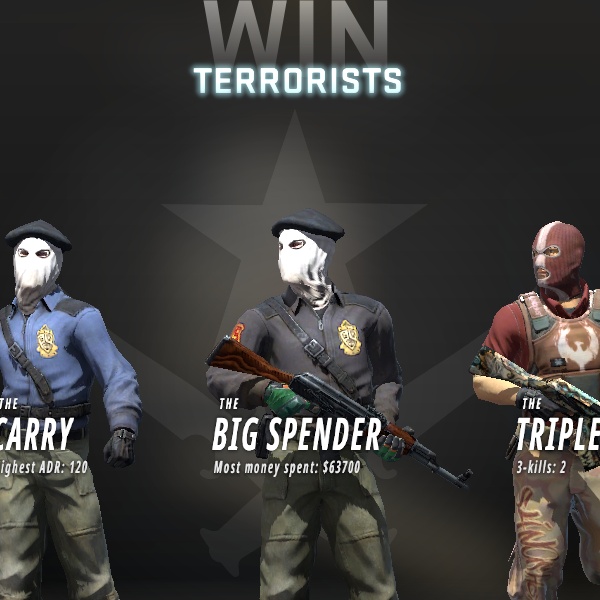 WIN
TERRORISTS
THE
CARRY
ighest ADR: 120
THE
BIG SPENDER
Most money spent: $63700
THE
TRIPLE
3-kills: 2